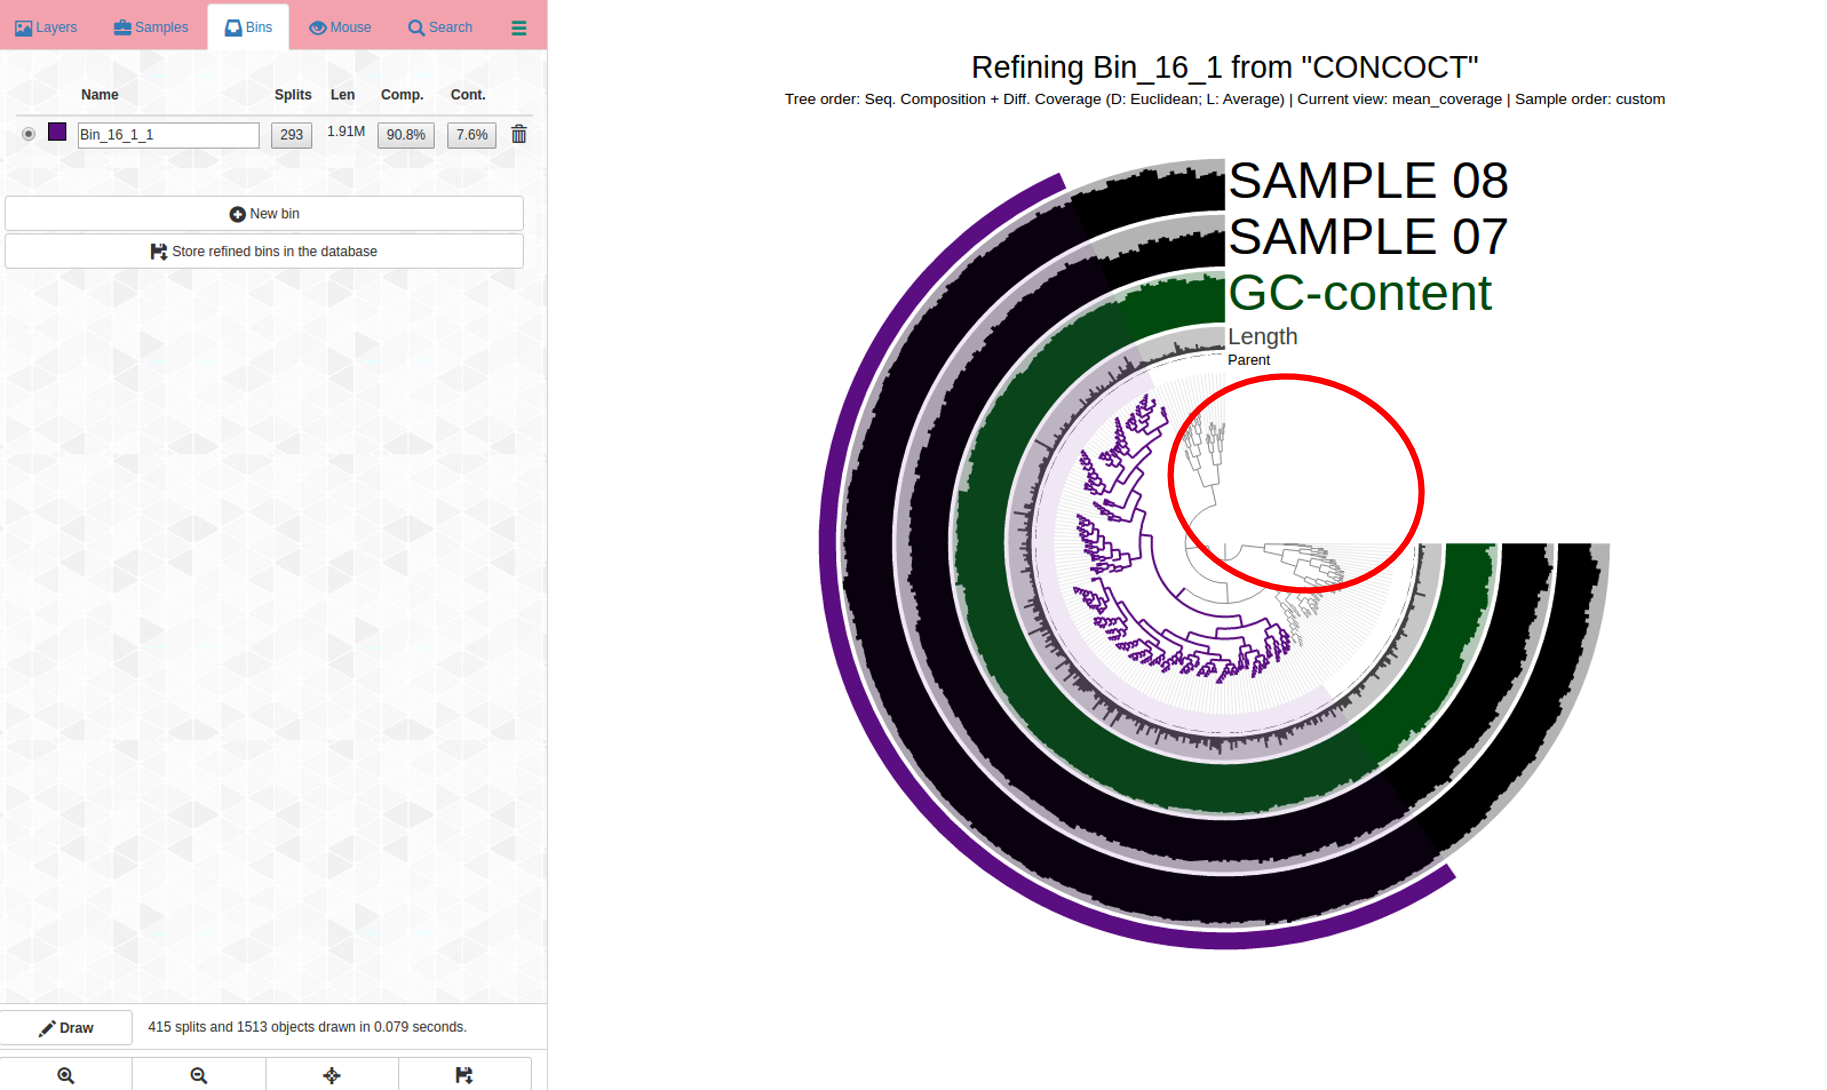 Layers Samples Bins Mouse Search
Name Splits Len Comp. Cont.
Bin_16_1_1 293 1.91M 90.8% 7.6%
New bin
Store refined bins in the database
Draw 415 splits and 1513 objects drawn in 0.079 seconds.
Refining Bin_16_1 from "CONCOCT"
Tree order: Seq. Composition + Diff. Coverage (D: Euclidean; L: Average) | Current view: mean_coverage | Sample order: custom
SAMPLE 08
SAMPLE 07
GC-content
Length
Parent